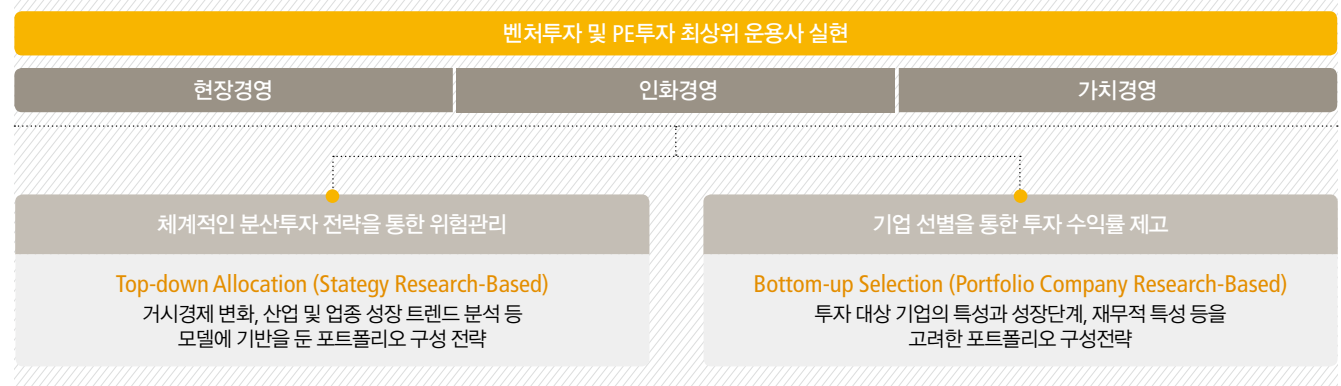 벤처투자 및 PE투자 최상위 운용사 실현
현장경영
인화경영
가치경영
체계적인 분산투자 전략을 통한 위험관리
Top-down Allocation (Stategy Research-Based)
거시경제 변화, 산업 및 업종 성장 트렌드 분석 등
모델에 기반을 둔 포트폴리오 구성 전략
기업 선별을 통한 투자 수익률 제고
Bottom-up Selection (Portfolio Company Research-Based)
투자 대상 기업의 특성과 성장단계, 재무적 특성 등을
고려한 포트폴리오 구성전략